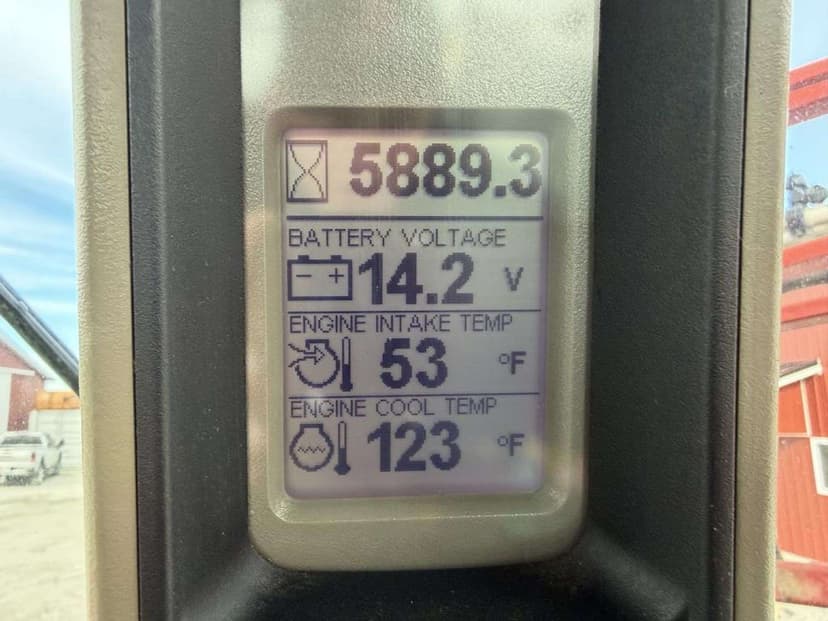 5889.3
BATTERY VOLTAGE
- + 14.2 V
ENGINE INTAKE TEMP
53 °F
ENGINE COOL TEMP
123 °F